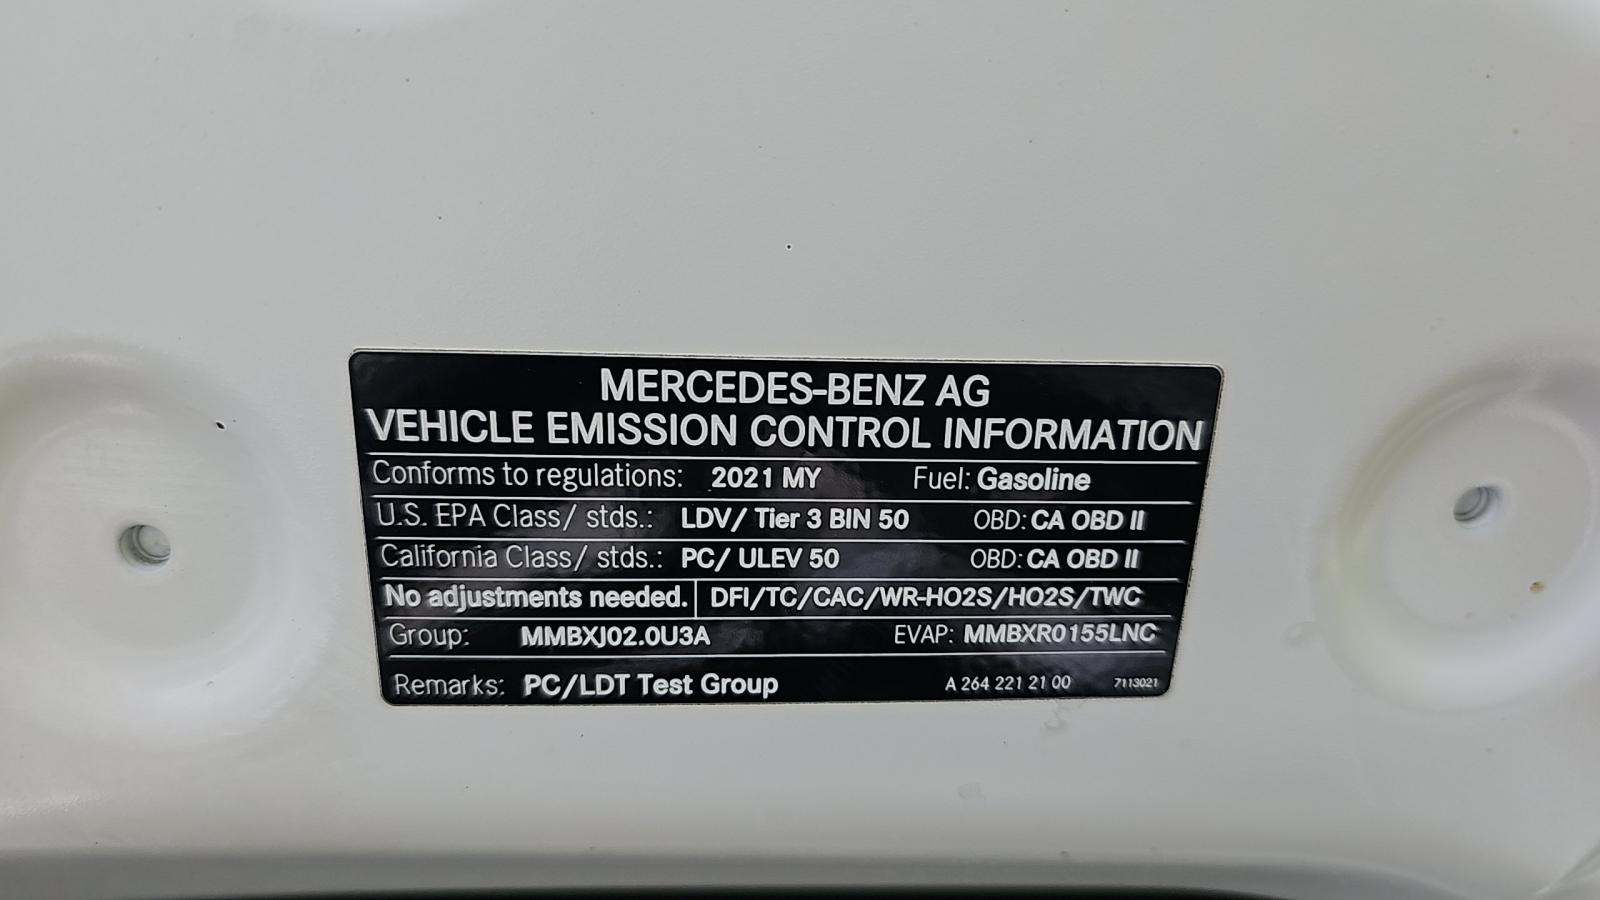 MERCEDES-BENZ AG
VEHICLE EMISSION CONTROL INFORMATION
Conforms to regulations: 2021 MY Fuel: Gasoline
U.S. EPA Class/ stds.: LDV/ Tier 3 BIN 50 OBD: CA OBD II
California Class/ stds.: PC/ ULEV 50 OBD: CA OBD II
No adjustments needed. DFI/TC/CAC/WR-HO2S/HO2S/TWC
Group: MMBXJ02.0U3A EVAP: MMBXR0155LNC
Remarks: PC/LDT Test Group A 264 221 21 00 7113021